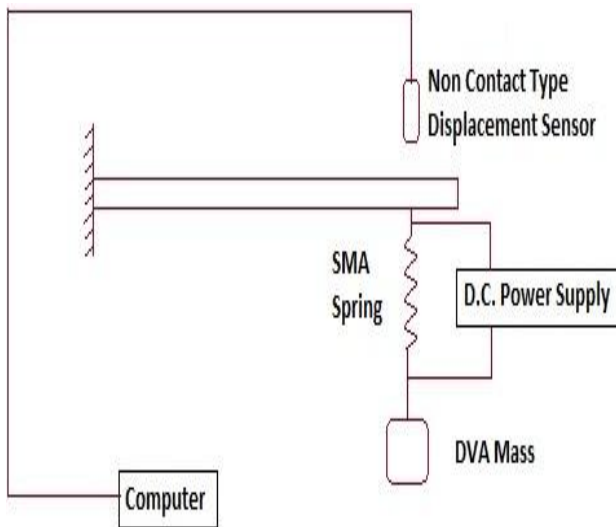 Non Contact Type
Displacement Sensor
SMA
Spring
D.C. Power Supply
DVA Mass
Computer